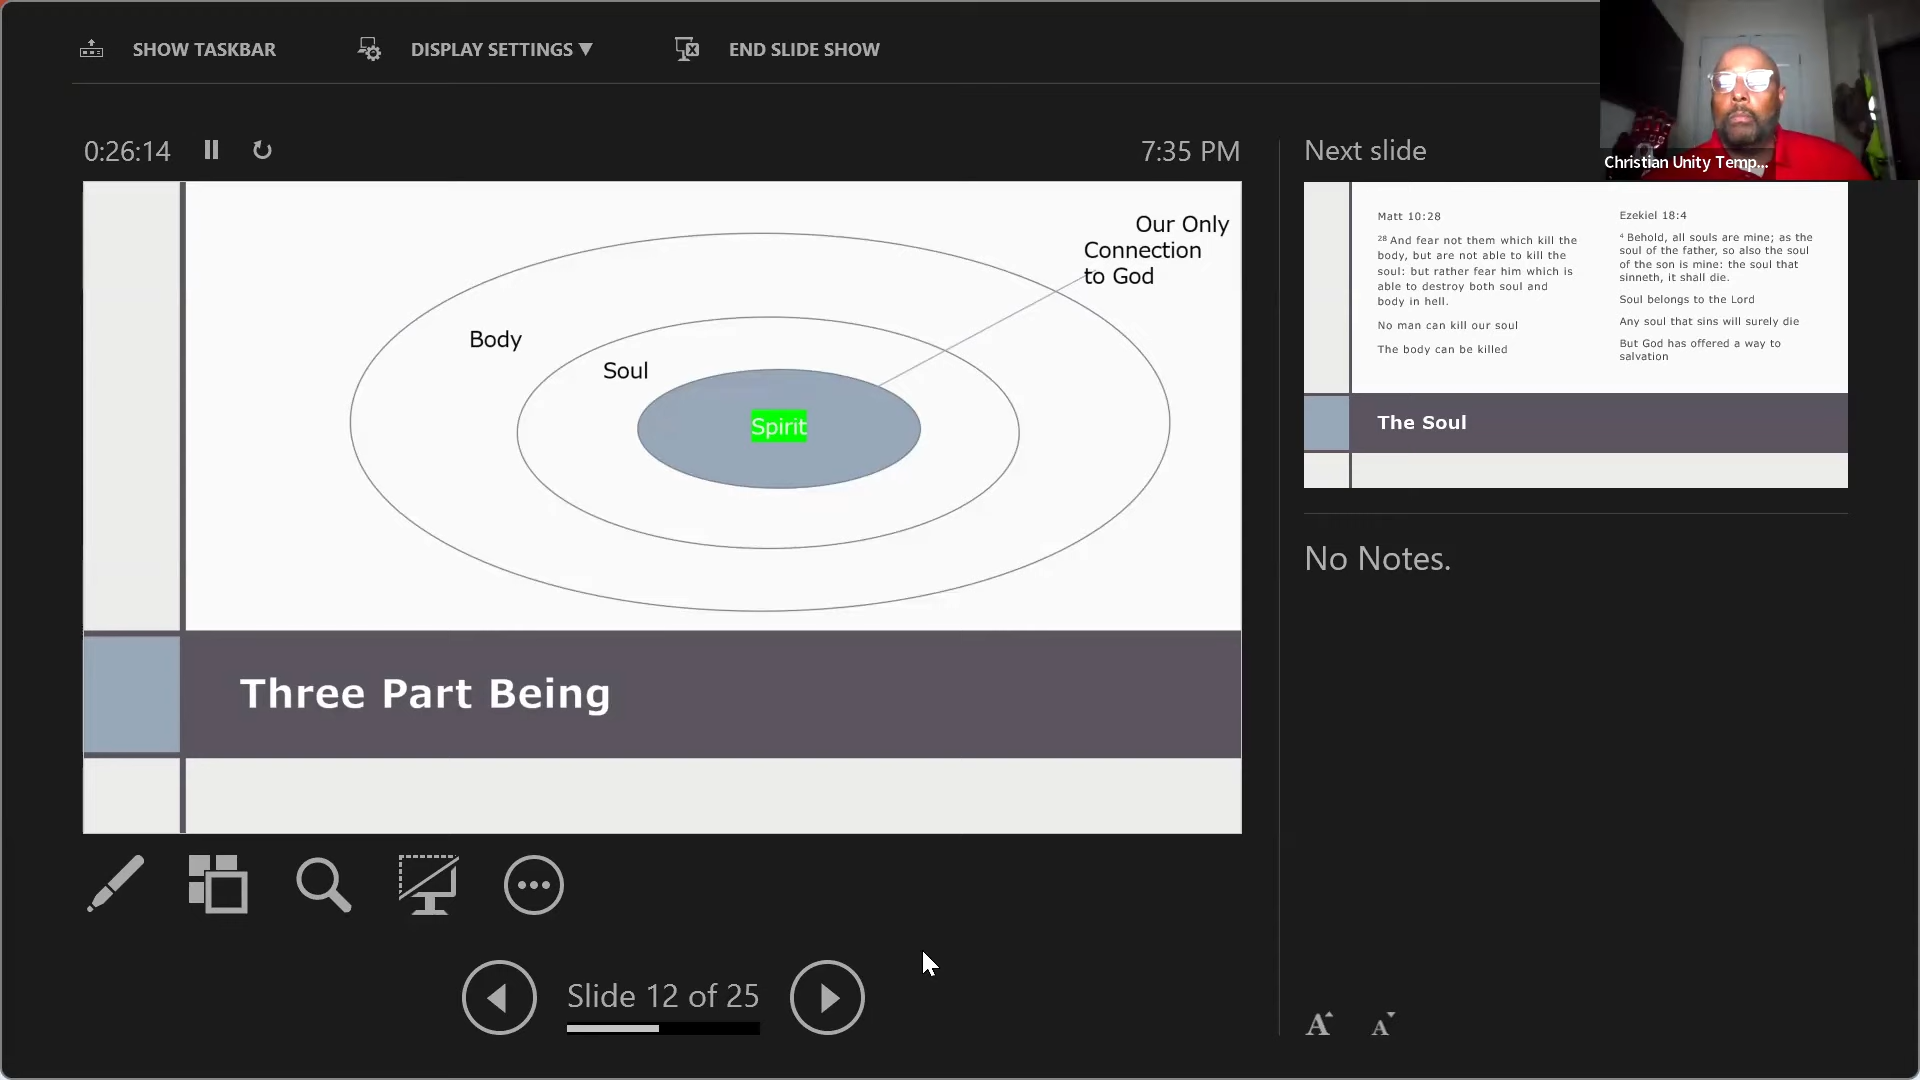 SHOW TASKBAR
DISPLAY SETTINGS ▼
END SLIDE SHOW
Christian Unity Temp...
0:26:14
7:35 PM
Our Only
Connection
to God
Body
Soul
Spirit
Three Part Being
Slide 12 of 25
Next slide
Matt 10:28
28 And fear not them which kill the
body, but are not able to kill the
soul: but rather fear him which is
able to destroy both soul and
body in hell.
No man can kill our soul
The body can be killed
Ezekiel 18:4
4 Behold, all souls are mine; as the
soul of the father, so also the soul
of the son is mine: the soul that
sinneth, it shall die.
Soul belongs to the Lord
Any soul that sins will surely die
But God has offered a way to
salvation
The Soul
No Notes.
A A